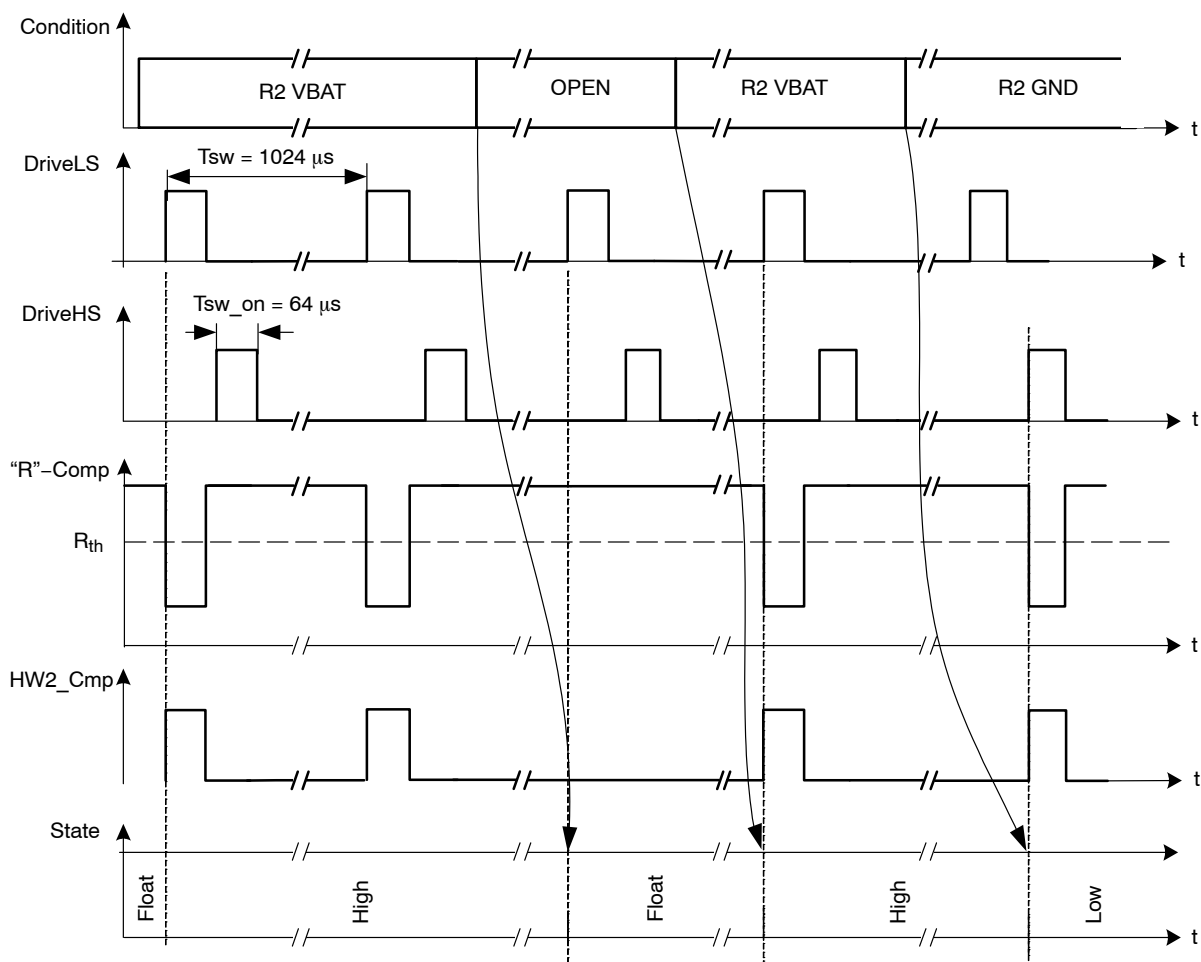 Condition
R2 VBAT
OPEN
R2 VBAT
R2 GND
t
DriveLS
Tsw = 1024 μs
t
DriveHS
Tsw_on = 64 μs
t
“R”−Comp
Rth
t
HW2_Cmp
t
State
Float
High
Float
High
Low
t